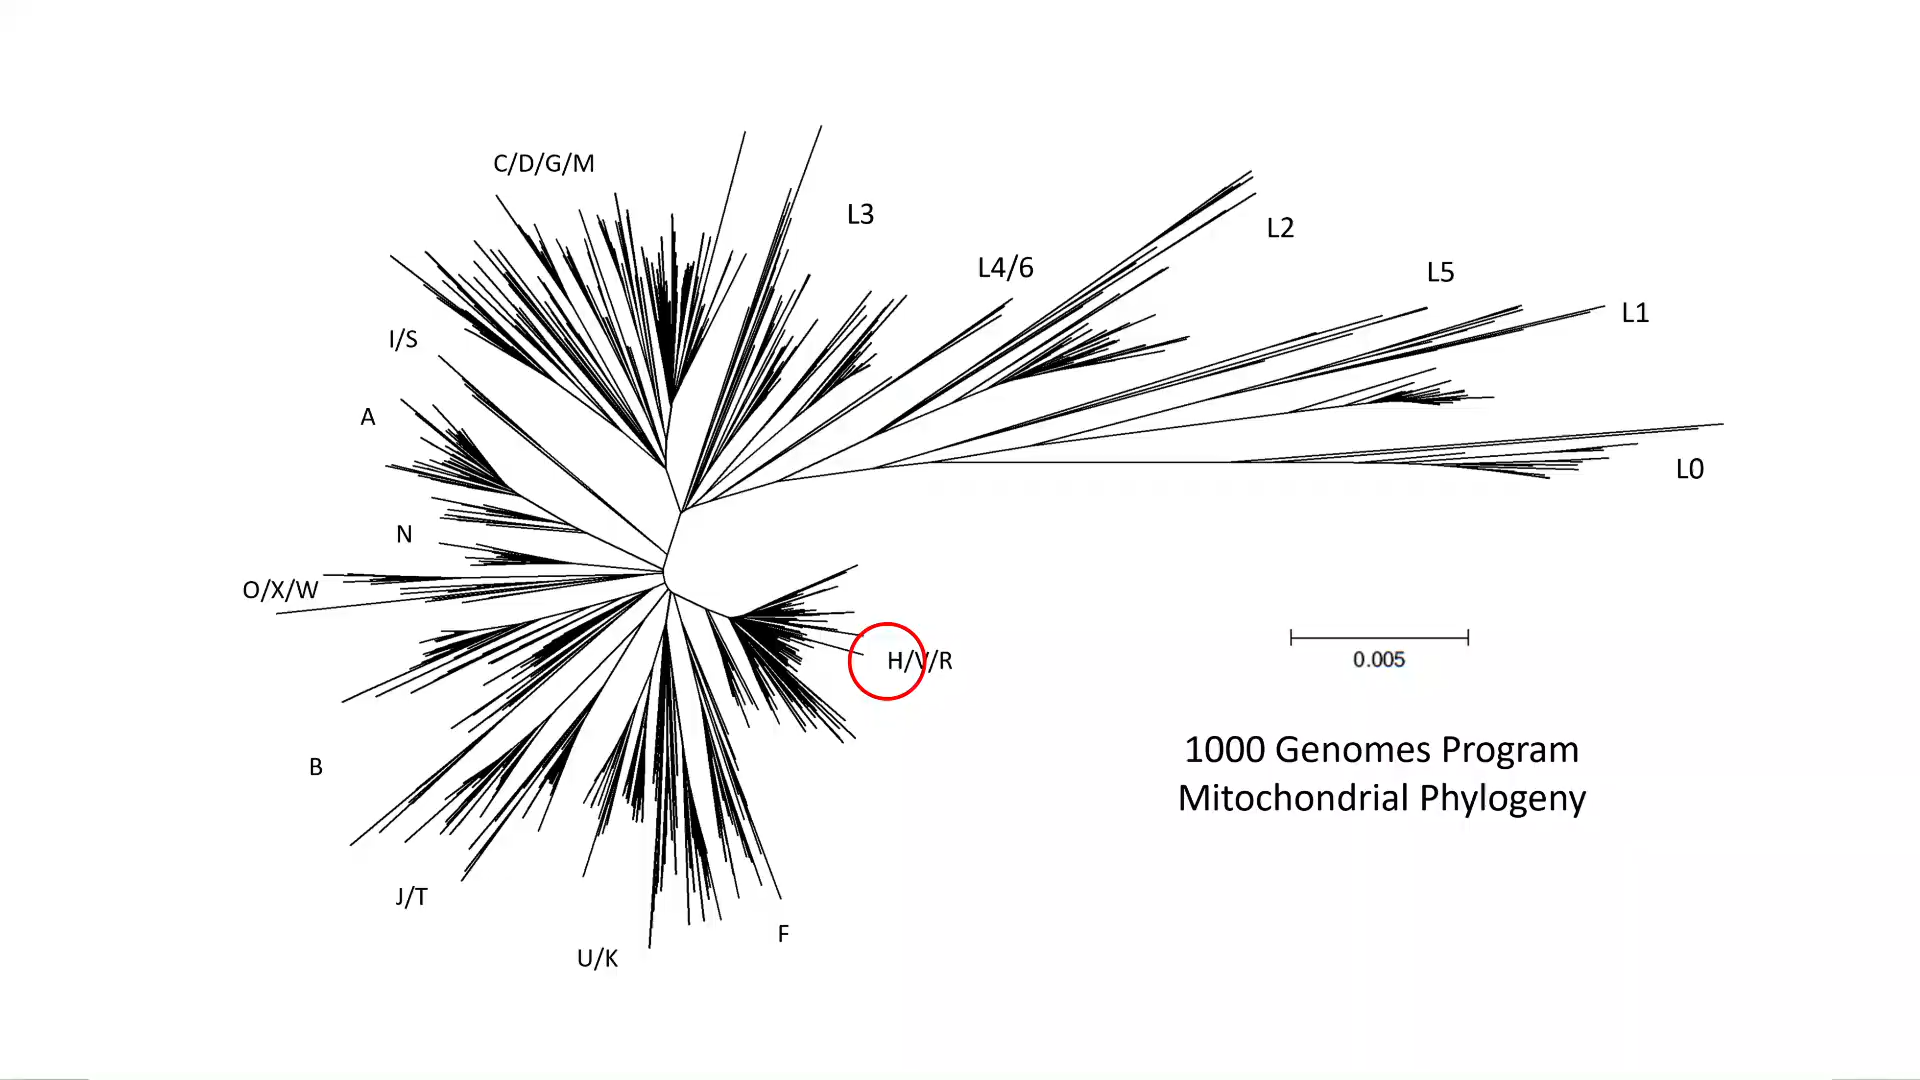 C/D/G/M
L3
L2
L4/6
L5
L1
I/S
A
L0
N
O/X/W
H/V/R
0.005
1000 Genomes Program
Mitochondrial Phylogeny
B
J/T
F
U/K